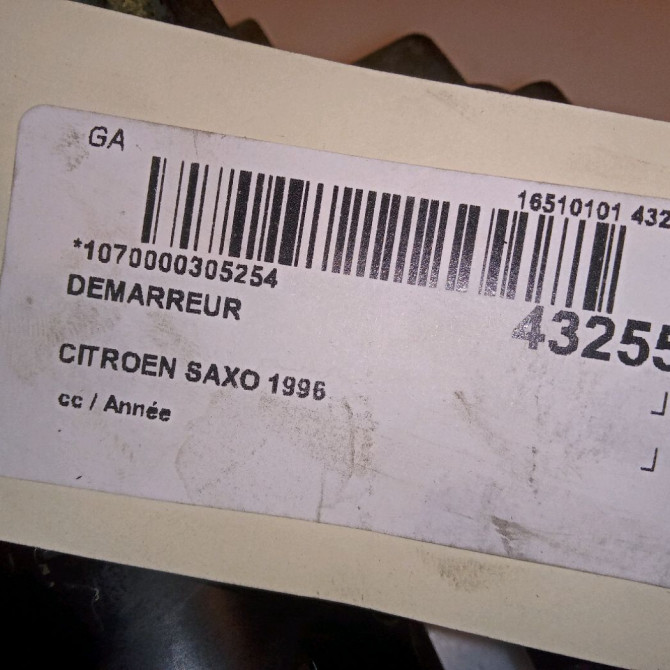 GA
16510101 432
*1070000305254
DEMARREUR
43255
CITROEN SAXO 1996
cc / Année